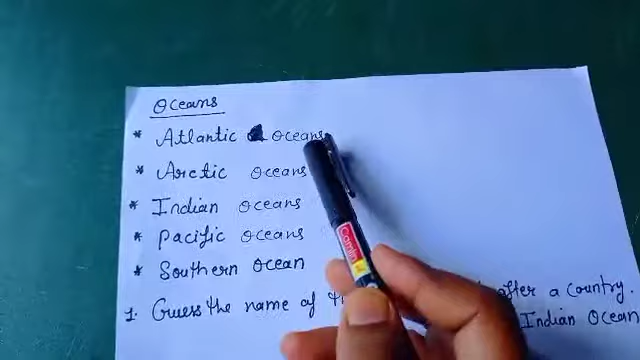 Oceans
* Atlantic oceans
* Arctic oceans
* Indian oceans
* Pacific oceans
* Southern ocean
1. Guess the name of after a country.
Indian Ocean
Camlin